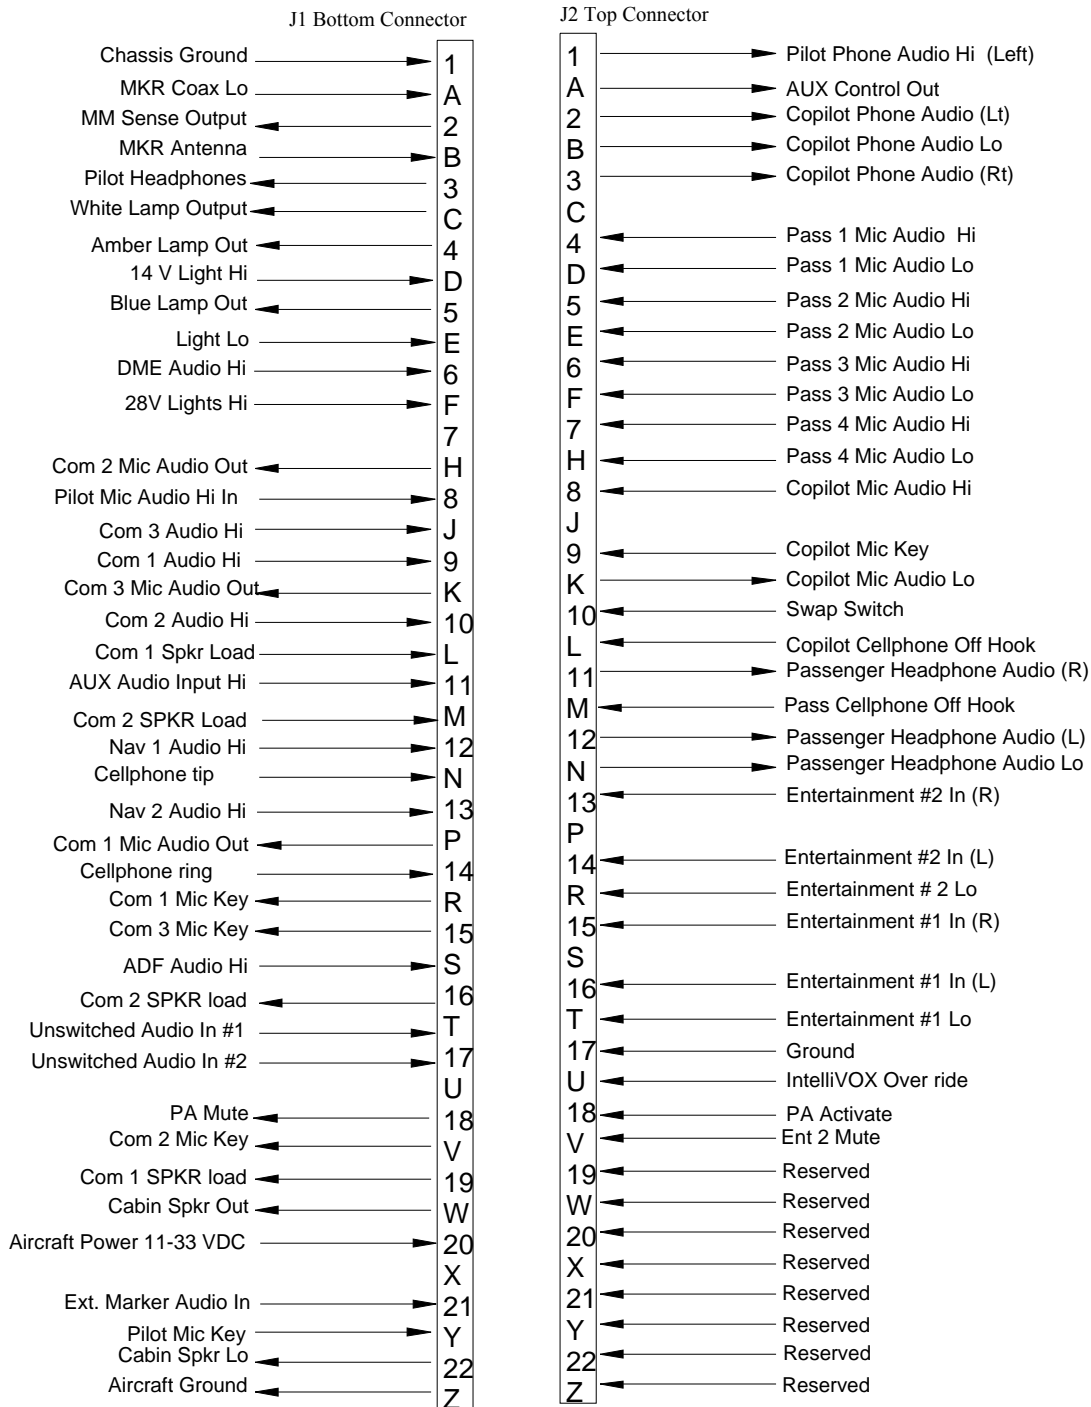 J1 Bottom Connector
Chassis Ground 1
MKR Coax Lo A
MM Sense Output 2
MKR Antenna B
Pilot Headphones 3
White Lamp Output C
Amber Lamp Out 4
14 V Light Hi D
Blue Lamp Out 5
Light Lo E
DME Audio Hi 6
28V Lights Hi F
7
Com 2 Mic Audio Out H
Pilot Mic Audio Hi In 8
Com 3 Audio Hi J
Com 1 Audio Hi 9
Com 3 Mic Audio Out K
Com 2 Audio Hi 10
Com 1 Spkr Load L
AUX Audio Input Hi 11
Com 2 SPKR Load M
Nav 1 Audio Hi 12
Cellphone tip N
Nav 2 Audio Hi 13
Com 1 Mic Audio Out P
Cellphone ring 14
Com 1 Mic Key R
Com 3 Mic Key 15
ADF Audio Hi S
Com 2 SPKR load 16
Unswitched Audio In #1 T
Unswitched Audio In #2 17
U
PA Mute 18
Com 2 Mic Key V
Com 1 SPKR load 19
Cabin Spkr Out W
Aircraft Power 11-33 VDC 20
X
Ext. Marker Audio In 21
Pilot Mic Key Y
Cabin Spkr Lo 22
Aircraft Ground Z
J2 Top Connector
1 Pilot Phone Audio Hi (Left)
A AUX Control Out
2 Copilot Phone Audio (Lt)
B Copilot Phone Audio Lo
3 Copilot Phone Audio (Rt)
C
4 Pass 1 Mic Audio Hi
D Pass 1 Mic Audio Lo
5 Pass 2 Mic Audio Hi
E Pass 2 Mic Audio Lo
6 Pass 3 Mic Audio Hi
F Pass 3 Mic Audio Lo
7 Pass 4 Mic Audio Hi
H Pass 4 Mic Audio Lo
8 Copilot Mic Audio Hi
J
9 Copilot Mic Key
K Copilot Mic Audio Lo
10 Swap Switch
L Copilot Cellphone Off Hook
11 Passenger Headphone Audio (R)
M Pass Cellphone Off Hook
12 Passenger Headphone Audio (L)
N Passenger Headphone Audio Lo
13 Entertainment #2 In (R)
P
14 Entertainment #2 In (L)
R Entertainment # 2 Lo
15 Entertainment #1 In (R)
S
16 Entertainment #1 In (L)
T Entertainment #1 Lo
17 Ground
U IntelliVOX Over ride
18 PA Activate
V Ent 2 Mute
19 Reserved
W Reserved
20 Reserved
X Reserved
21 Reserved
Y Reserved
22 Reserved
Z Reserved